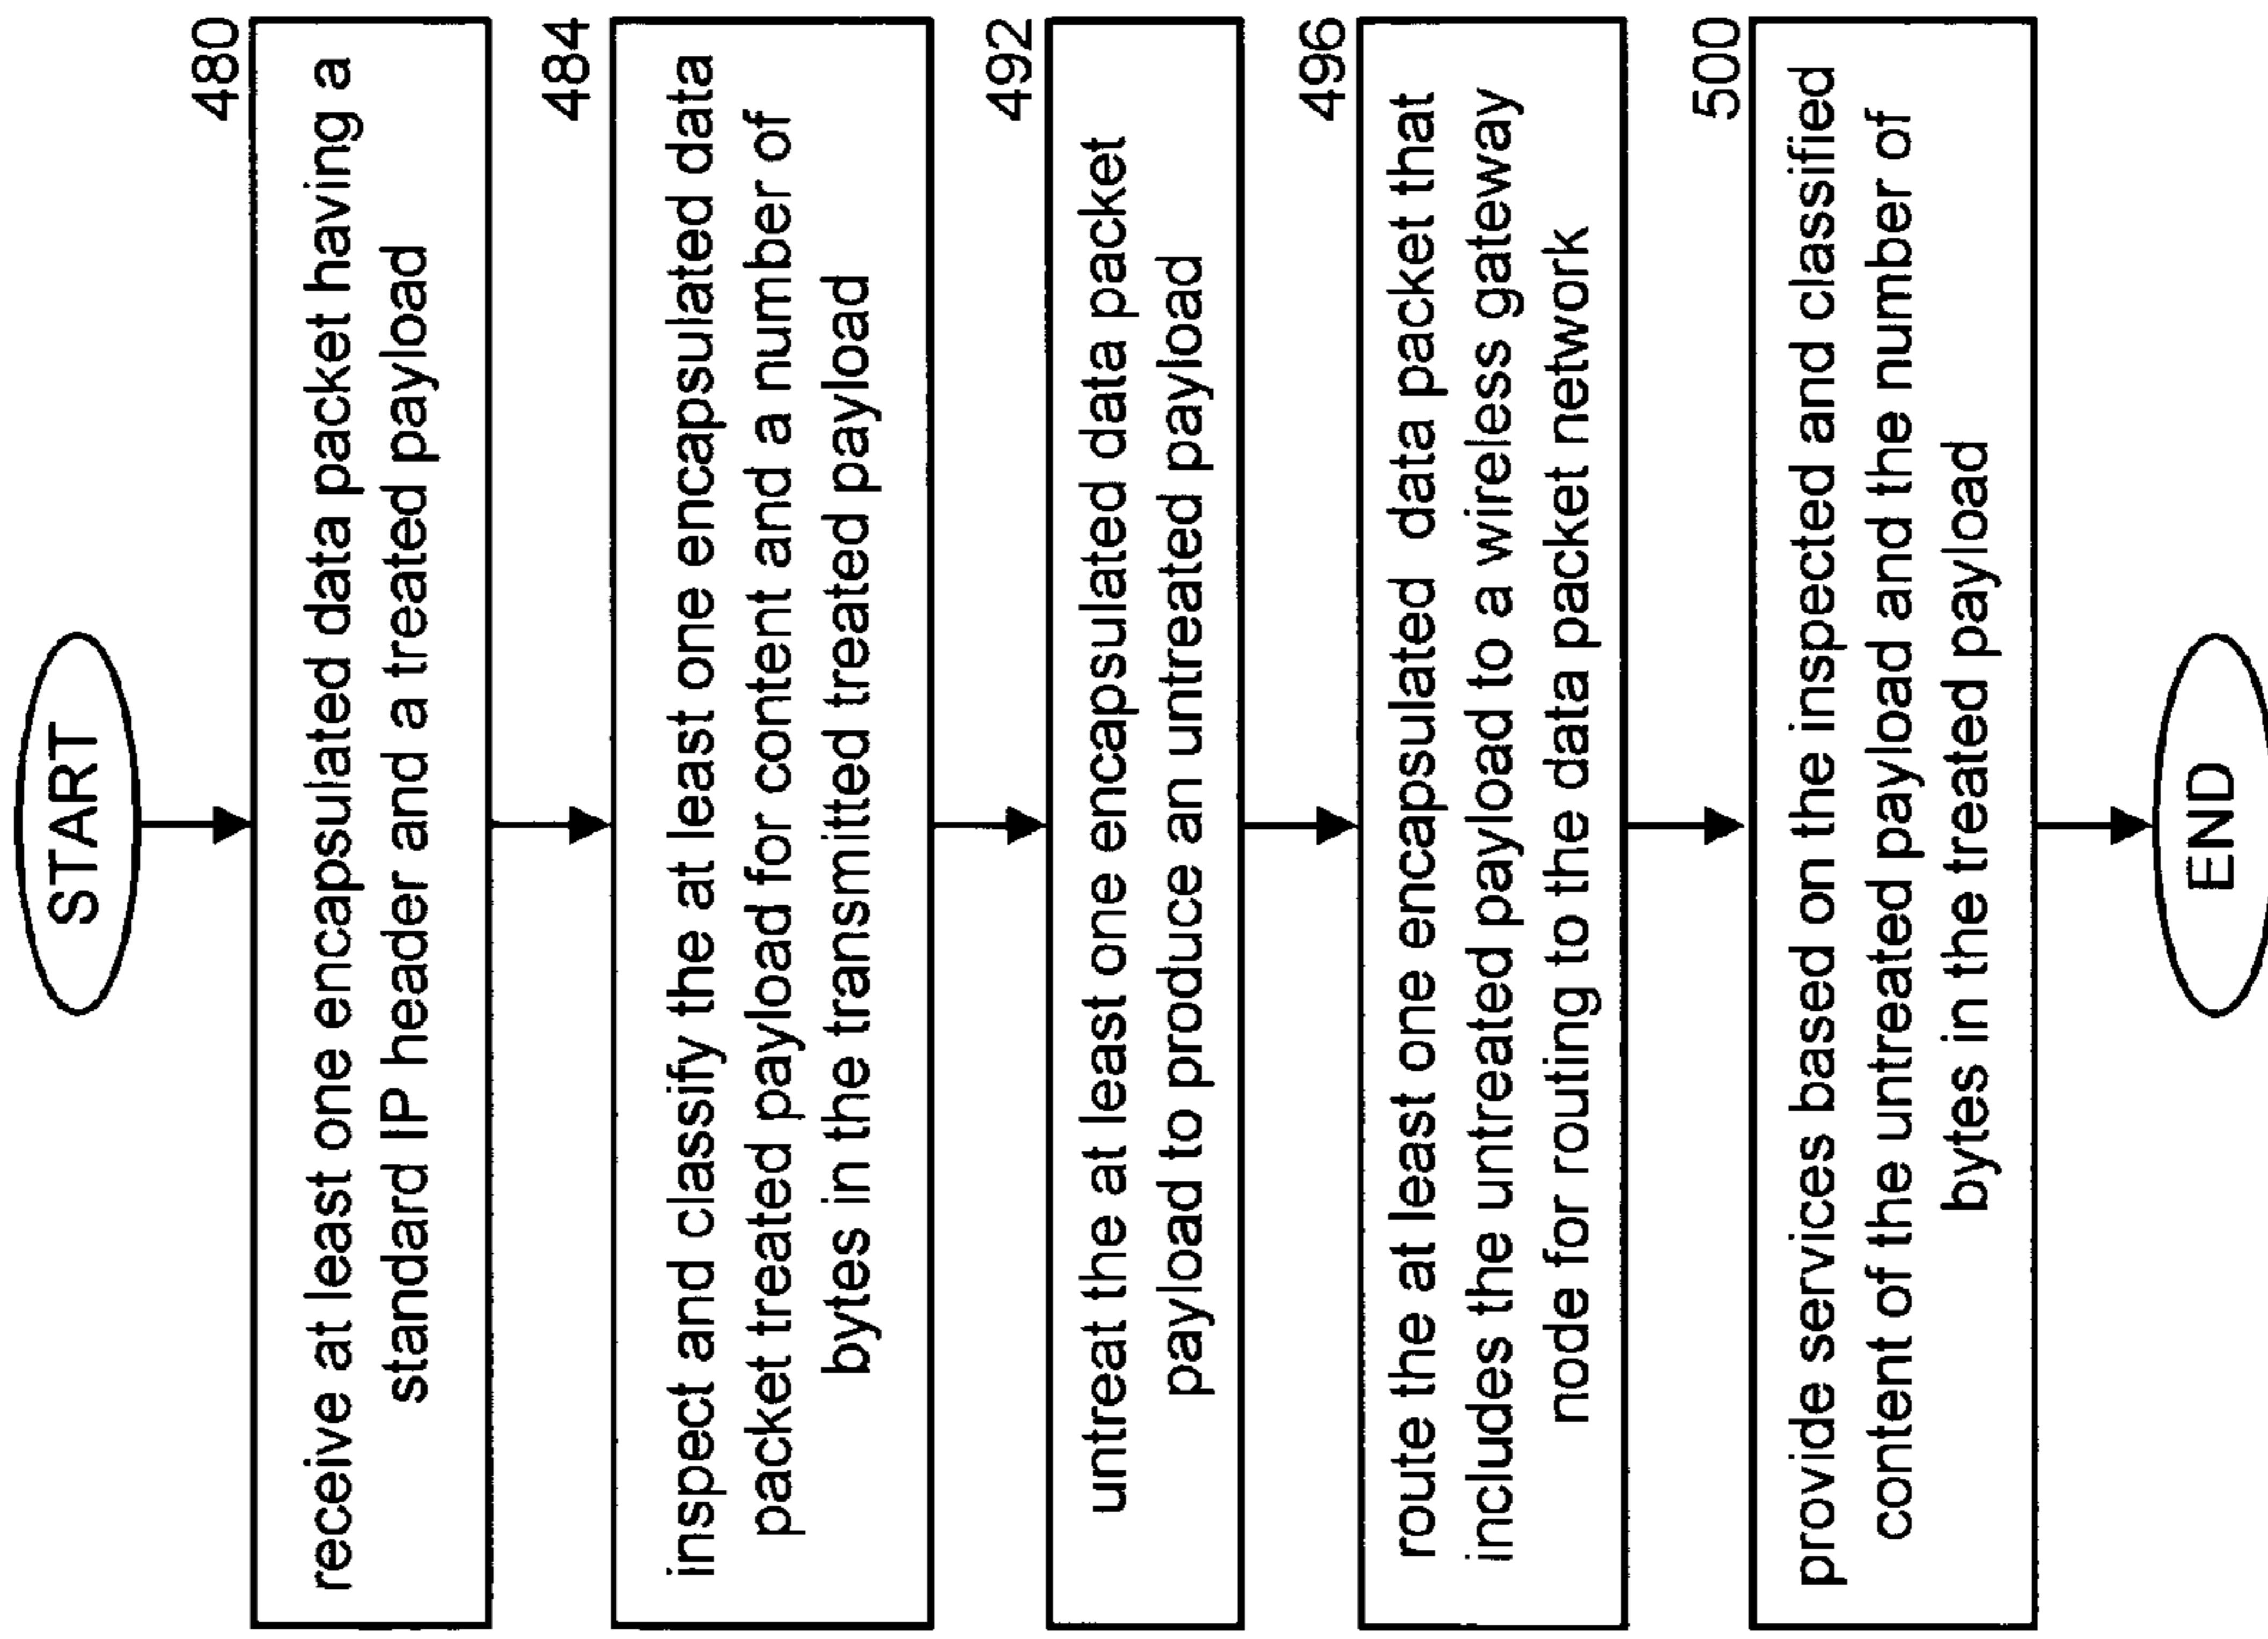 START
480
receive at least one encapsulated data packet having a
standard IP header and a treated payload
484
inspect and classify the at least one encapsulated data
packet treated payload for content and a number of
bytes in the transmitted treated payload
492
untreat the at least one encapsulated data packet
payload to produce an untreated payload
496
route the at least one encapsulated data packet that
includes the untreated payload to a wireless gateway
node for routing to the data packet network
500
provide services based on the inspected and classified
content of the untreated payload and the number of
bytes in the treated payload
END